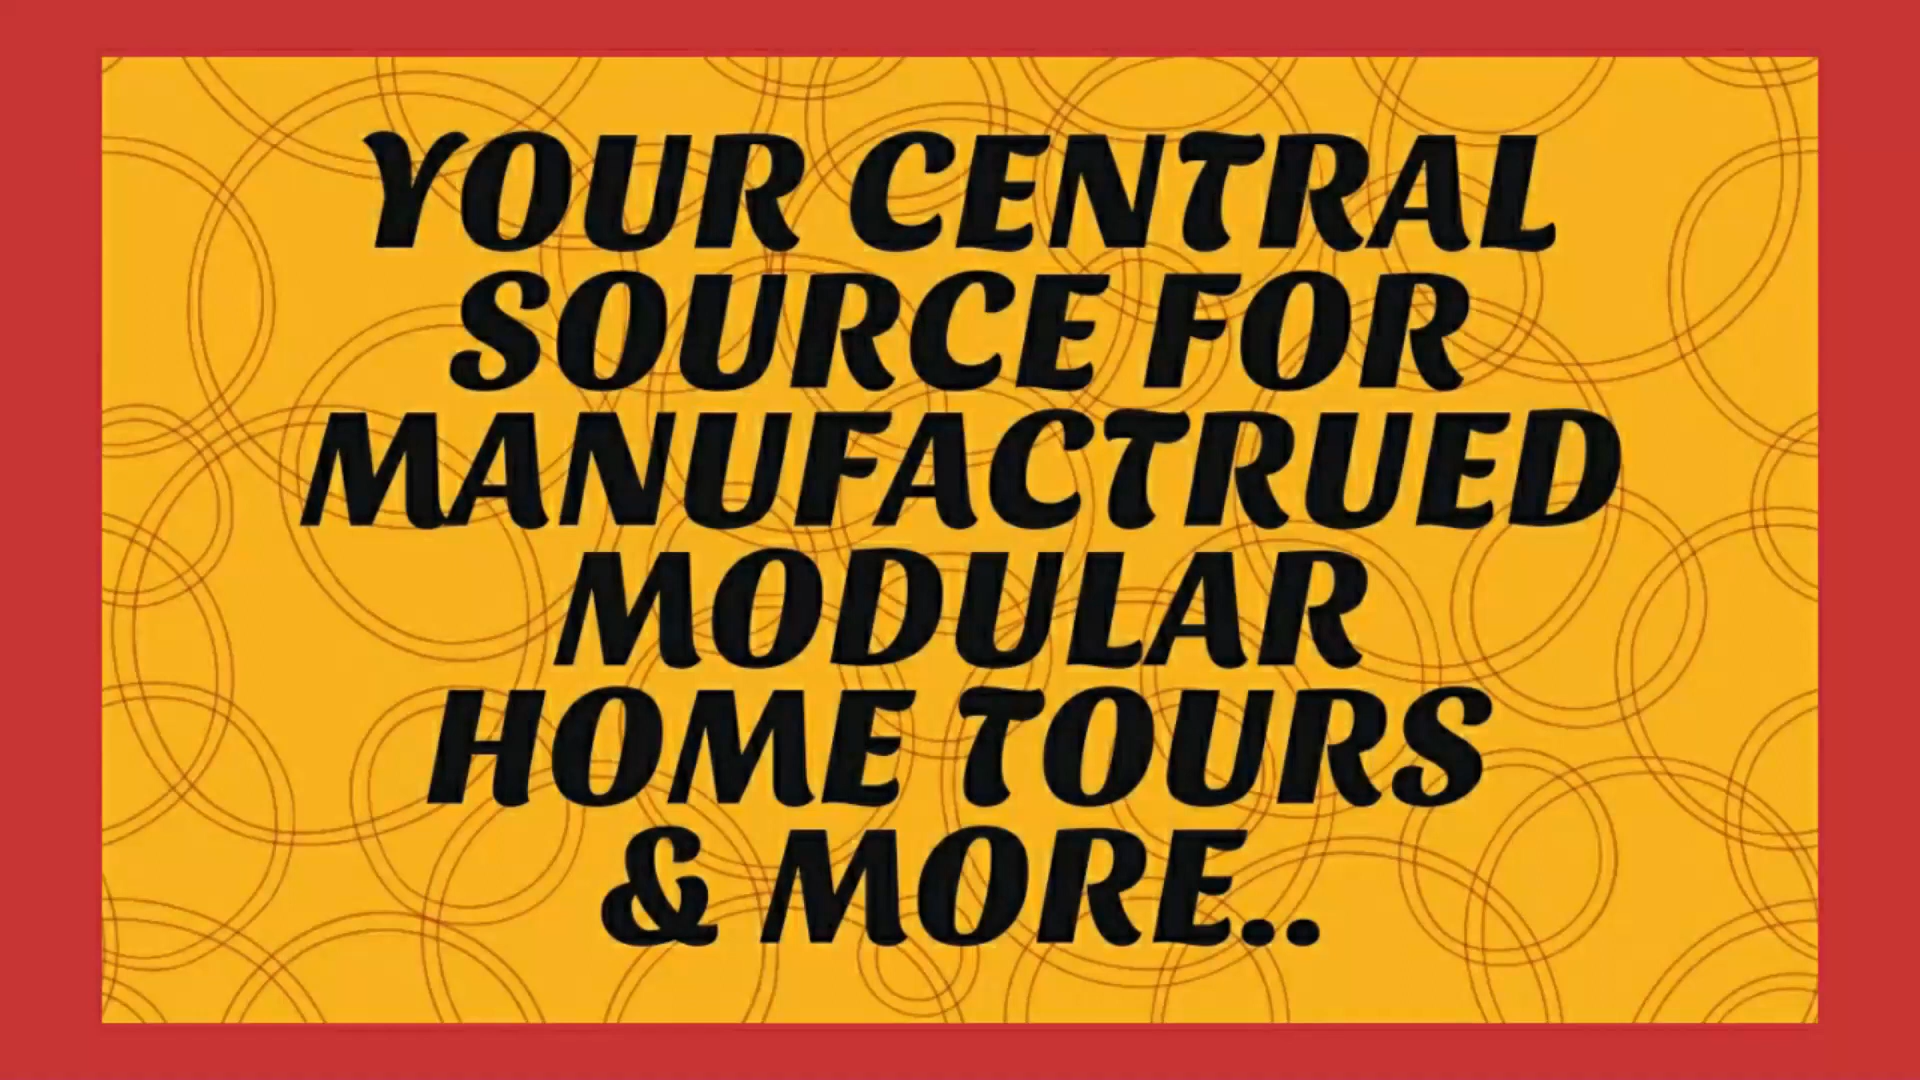 YOUR CENTRAL
SOURCE FOR
MANUFACTRUED
MODULAR
HOME TOURS
& MORE..